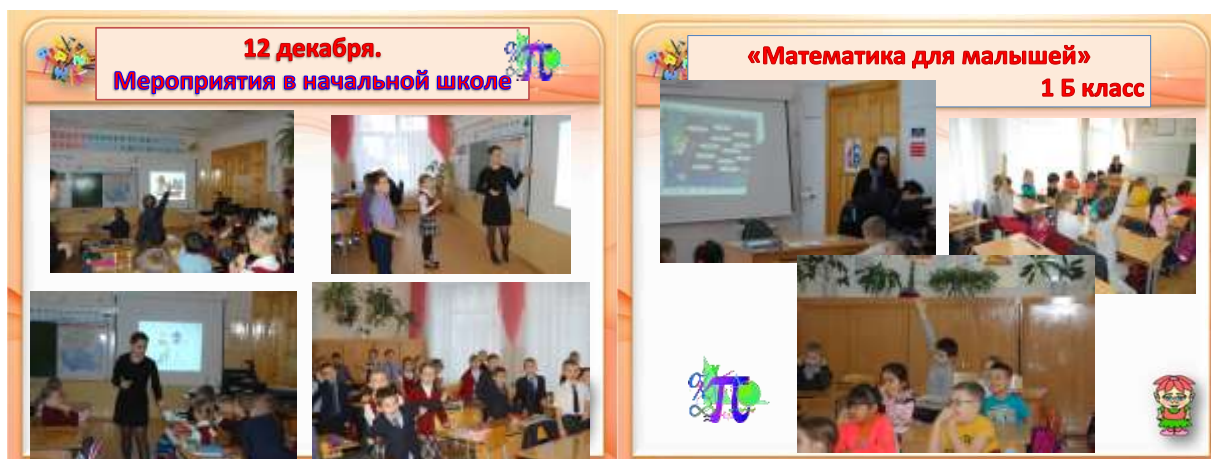 12 декабря.
Мероприятия в начальной школе
«Математика для малышей»
1 Б класс